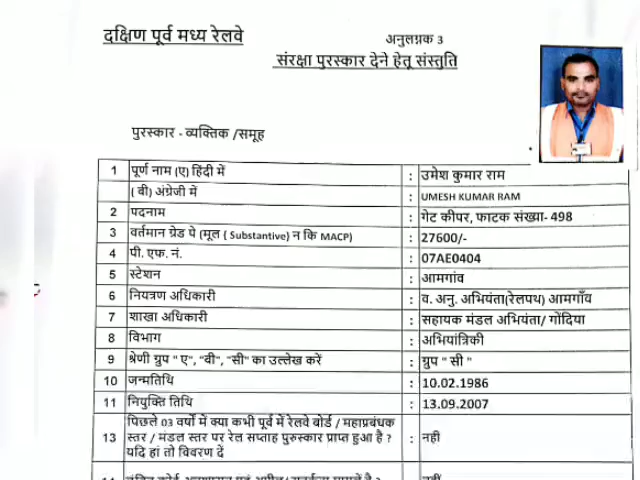 दक्षिण पूर्व मध्य रेलवे
अनुलग्नक 3
संरक्षा पुरस्कार देने हेतू संस्तुति
पुरस्कार - व्यक्तिक /समूह
1 पूर्ण नाम (ए) हिंदी में : उमेश कुमार राम
( बी) अंग्रेजी में : UMESH KUMAR RAM
2 पदनाम : गेट कीपर, फाटक संख्या- 498
3 वर्तमान ग्रेड पे (मूल ( Substantive) न कि MACP) : 27600/-
4 पी. एफ. नं. : 07AE0404
5 स्टेशन : आमगांव
6 नियत्रण अधिकारी : व. अनु. अभियंता(रेलपथ) आमगाँव
7 शाखा अधिकारी : सहायक मंडल अभियंता/ गोंदिया
8 विभाग : अभियांत्रिकी
9 श्रेणी ग्रुप " ए", "वी", "सी" का उल्लेख करें : ग्रुप " सी "
10 जन्मतिथि : 10.02.1986
11 नियुक्ति तिथि : 13.09.2007
13 पिछले 03 वर्षो में क्या कभी पूर्व में रेलवे बोर्ड / महाप्रबंधक
स्तर / मंडल स्तर पर रेल सप्ताह पुरुस्कार प्राप्त हुआ है ? : नही
यदि हां तो विवरण दें